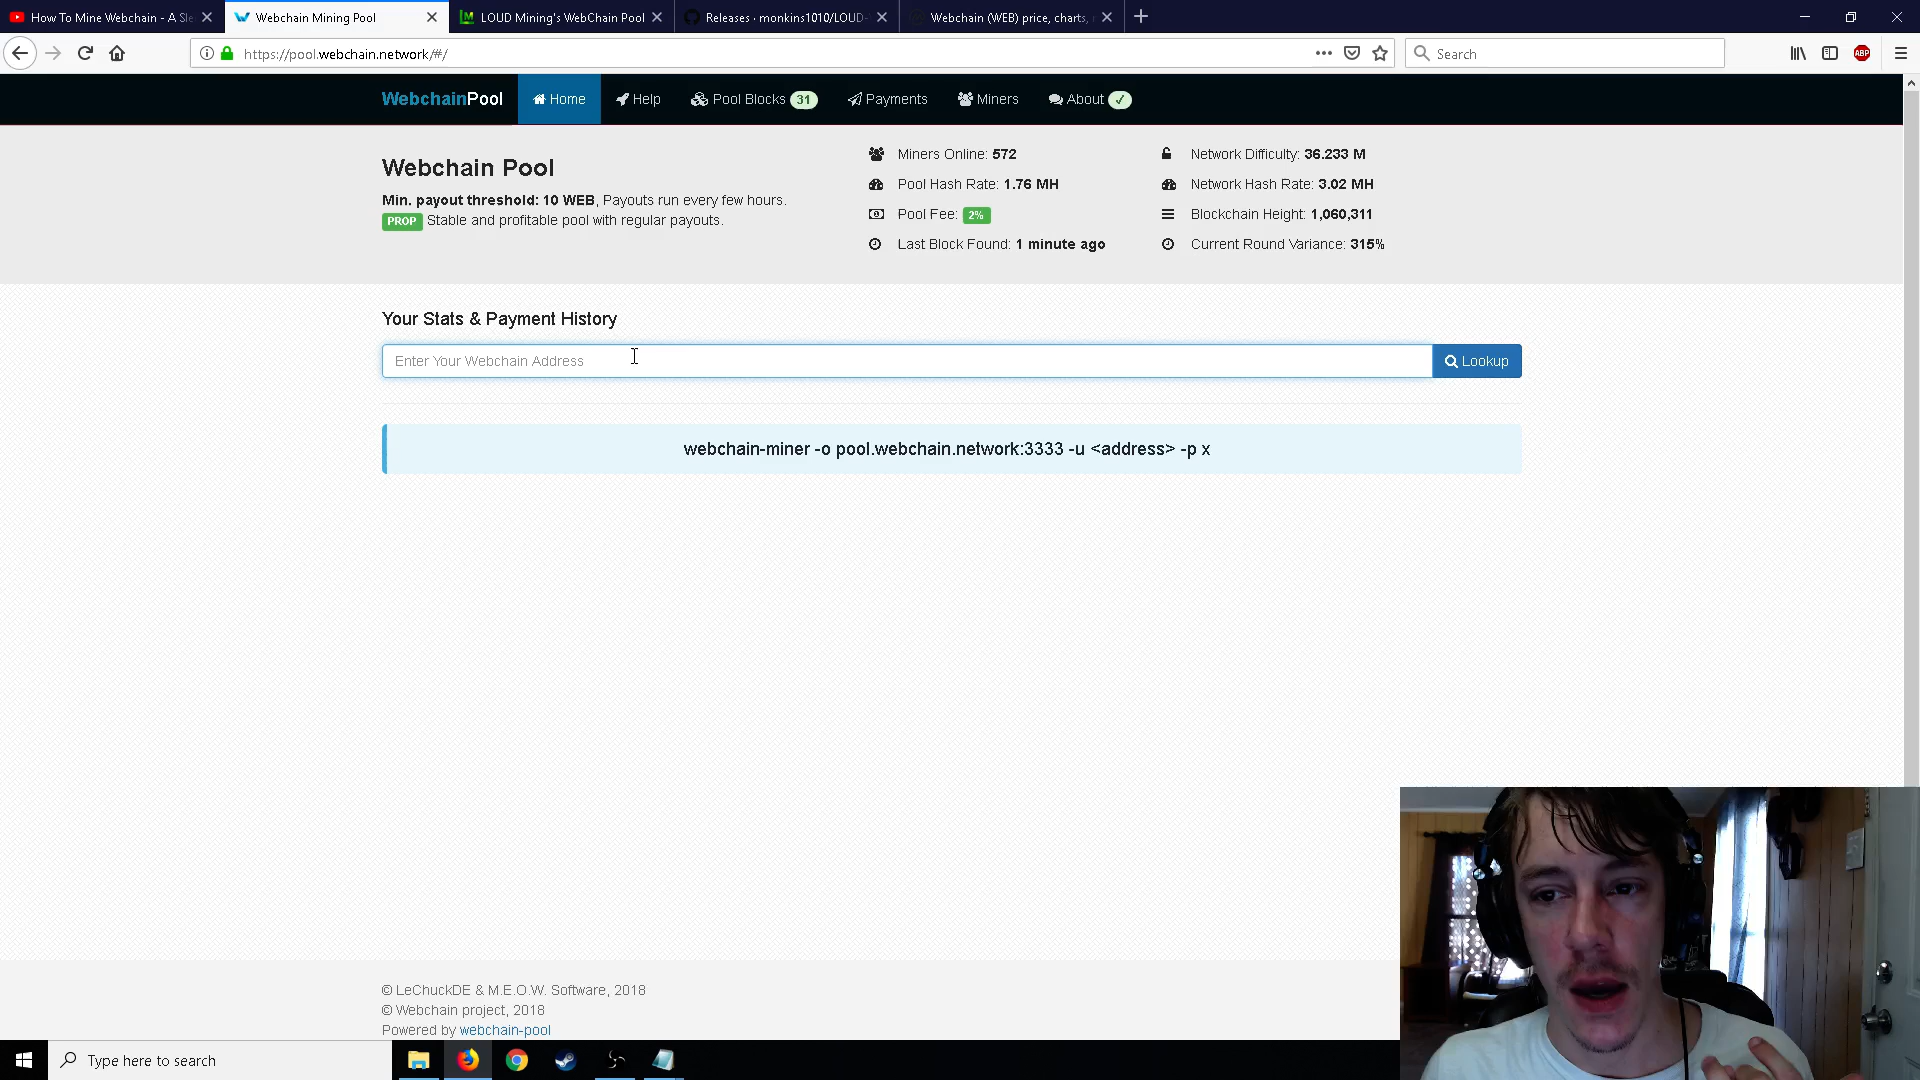 How To Mine Webchain - A Sle
Webchain Mining Pool
LOUD Mining's WebChain Pool
Releases · monkins1010/LOUD-
Webchain (WEB) price, charts,
https://pool.webchain.network/#/
Search
ABP
WebchainPool
Home
Help
Pool Blocks 31
Payments
Miners
About
Webchain Pool
Min. payout threshold: 10 WEB, Payouts run every few hours.
PROP Stable and profitable pool with regular payouts.
Miners Online: 572
Pool Hash Rate: 1.76 MH
Pool Fee: 2%
Last Block Found: 1 minute ago
Network Difficulty: 36.233 M
Network Hash Rate: 3.02 MH
Blockchain Height: 1,060,311
Current Round Variance: 315%
Your Stats & Payment History
Enter Your Webchain Address
Lookup
webchain-miner -o pool.webchain.network:3333 -u <address> -p x
© LeChuckDE & M.E.O.W. Software, 2018
© Webchain project, 2018
Powered by webchain-pool
Type here to search